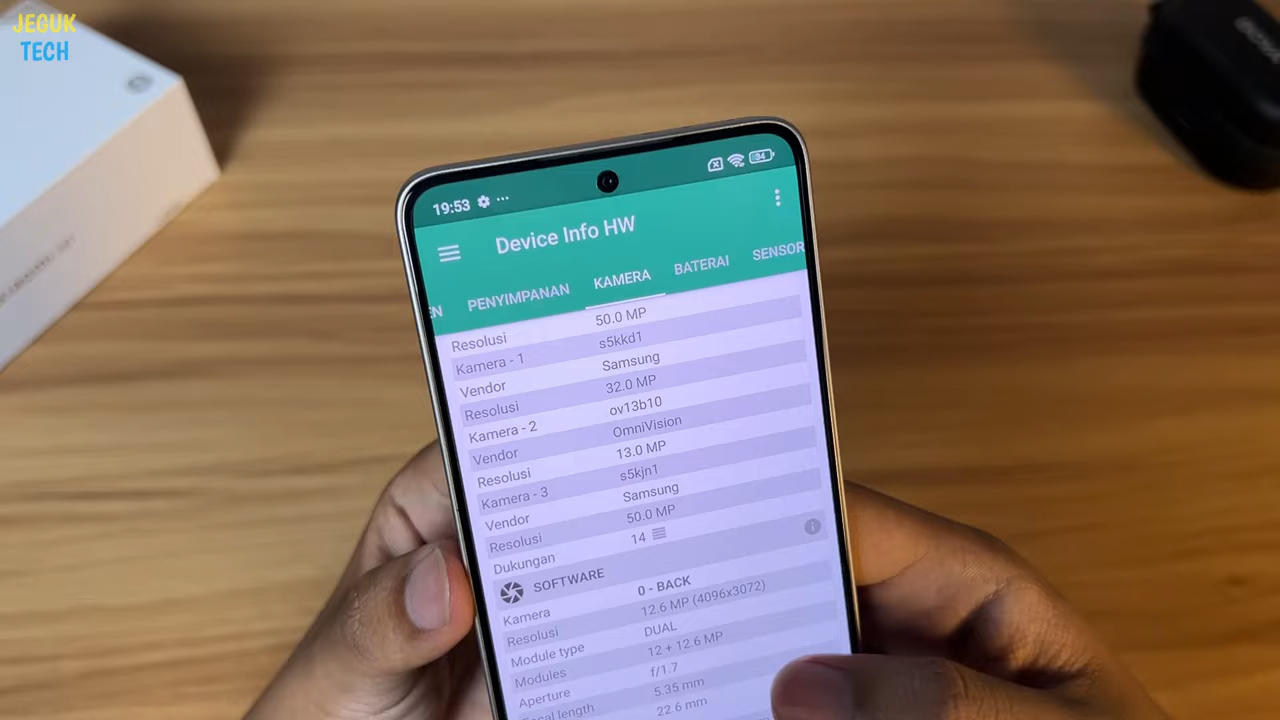 JEGUK
TECH
19:53 ... 84
Device Info HW
EN PENYIMPANAN KAMERA BATERAI SENSOR
Resolusi 50.0 MP
Kamera - 1 s5kkd1
Vendor Samsung
Resolusi 32.0 MP
Kamera - 2 ov13b10
Vendor OmniVision
Resolusi 13.0 MP
Kamera - 3 s5kjn1
Vendor Samsung
Resolusi 50.0 MP
Dukungan 14
SOFTWARE
Kamera 0 - BACK
Resolusi 12.6 MP (4096x3072)
Module type DUAL
Modules 12 + 12.6 MP
Aperture f/1.7
Focal length 5.35 mm
22.6 mm